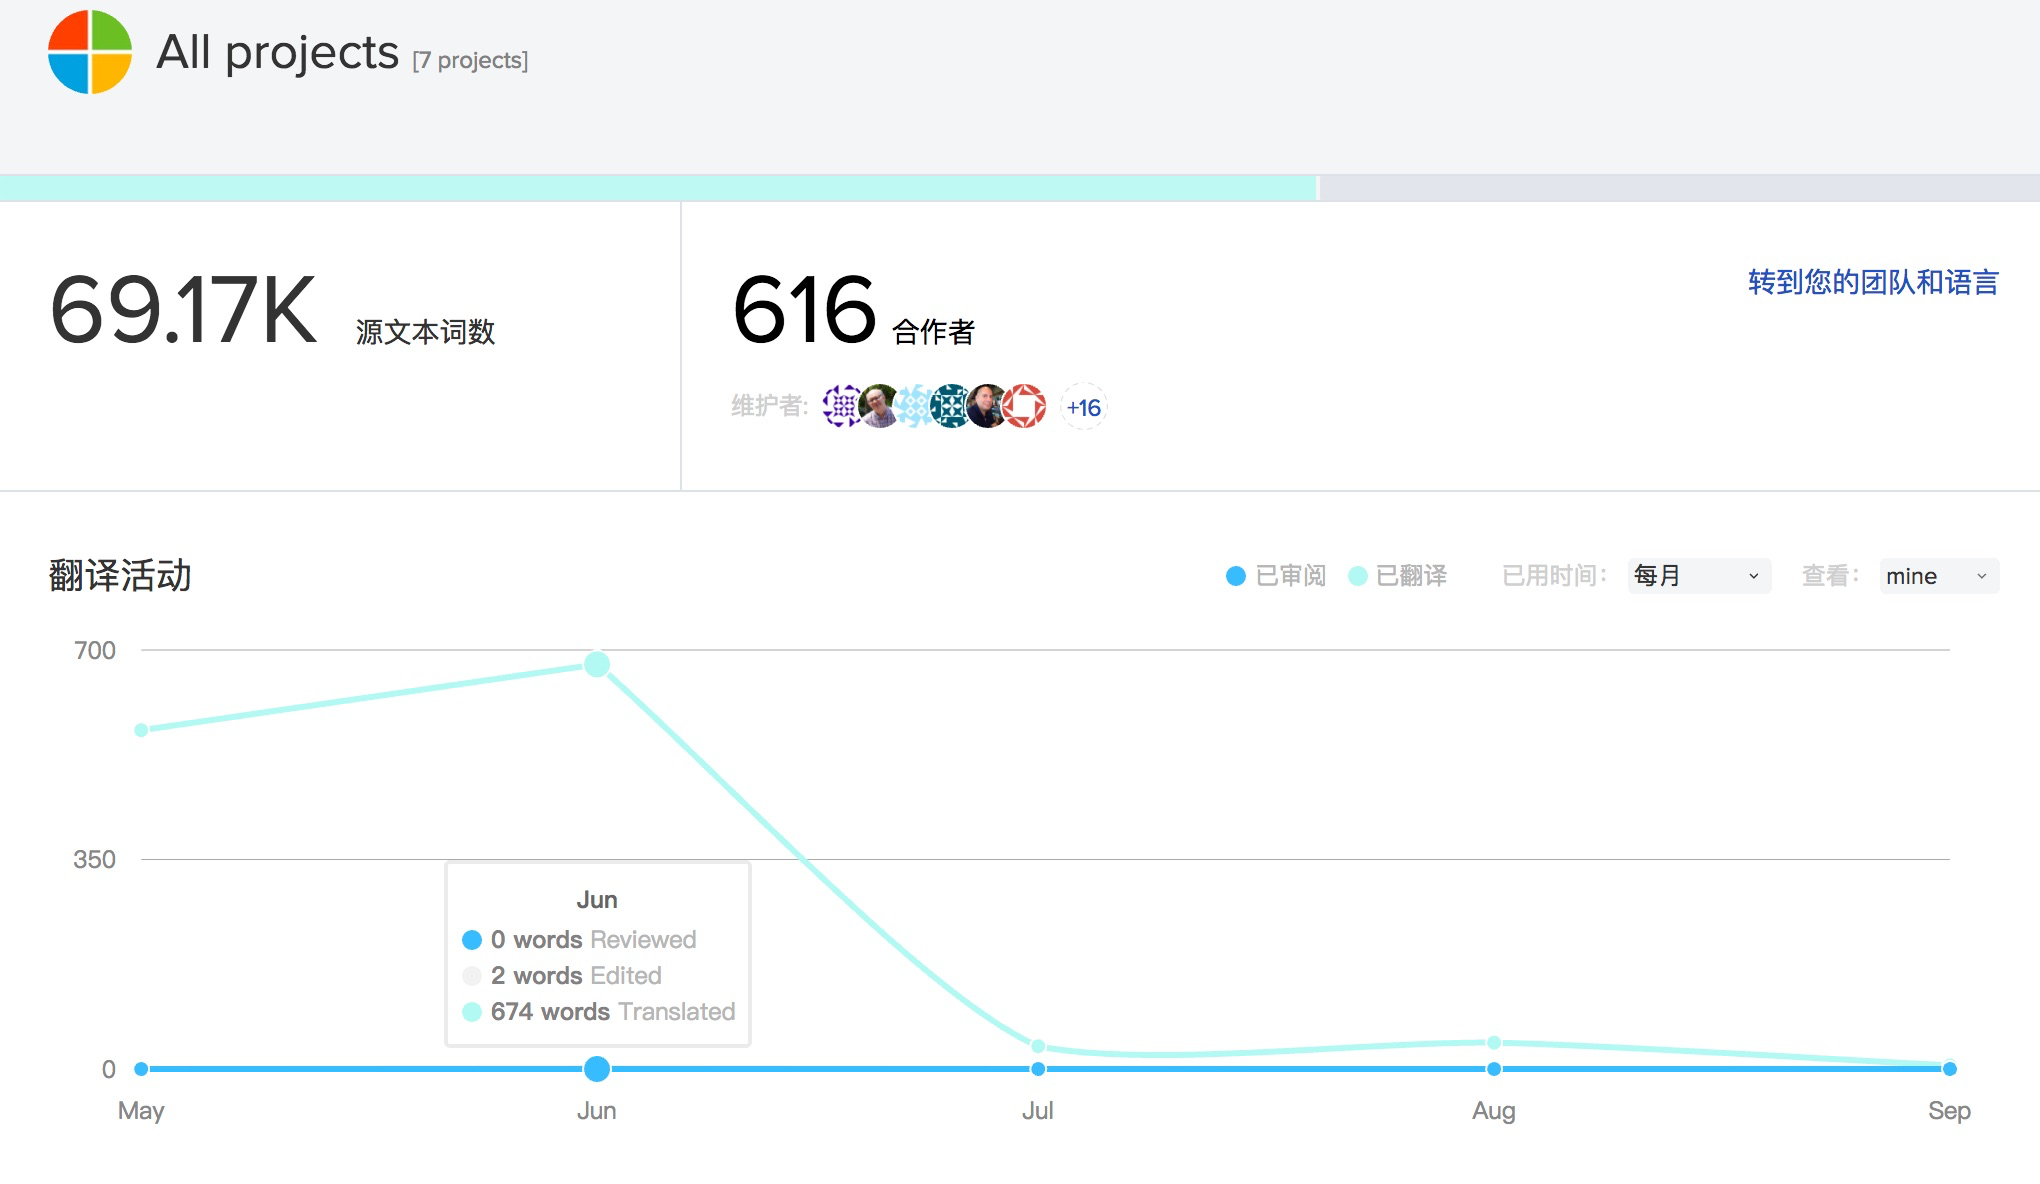 All projects [7 projects]
69.17K 源文本词数
616 合作者
转到您的团队和语言
维护者:
+16
翻译活动
已审阅 已翻译 已用时间： 每月 查看： mine
700
350
Jun
0 words Reviewed
2 words Edited
674 words Translated
0
May Jun Jul Aug Sep